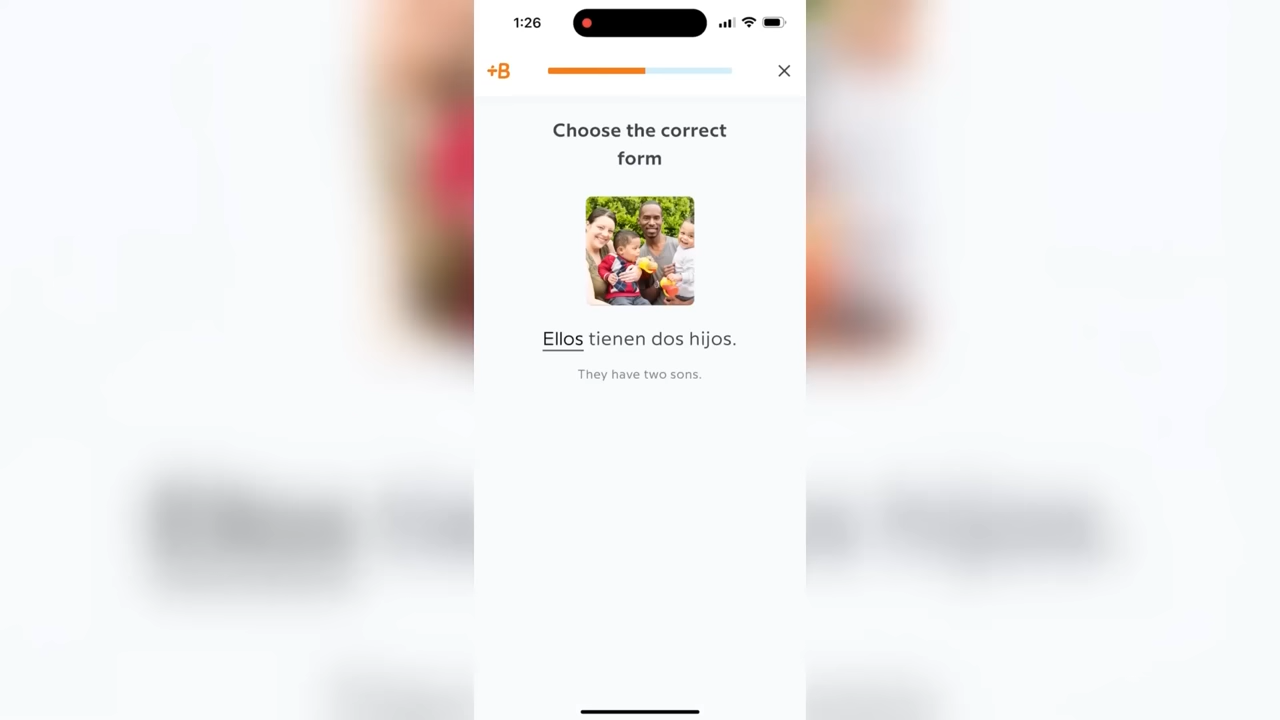 1:26
+B
Choose the correct
form
Ellos tienen dos hijos.
They have two sons.